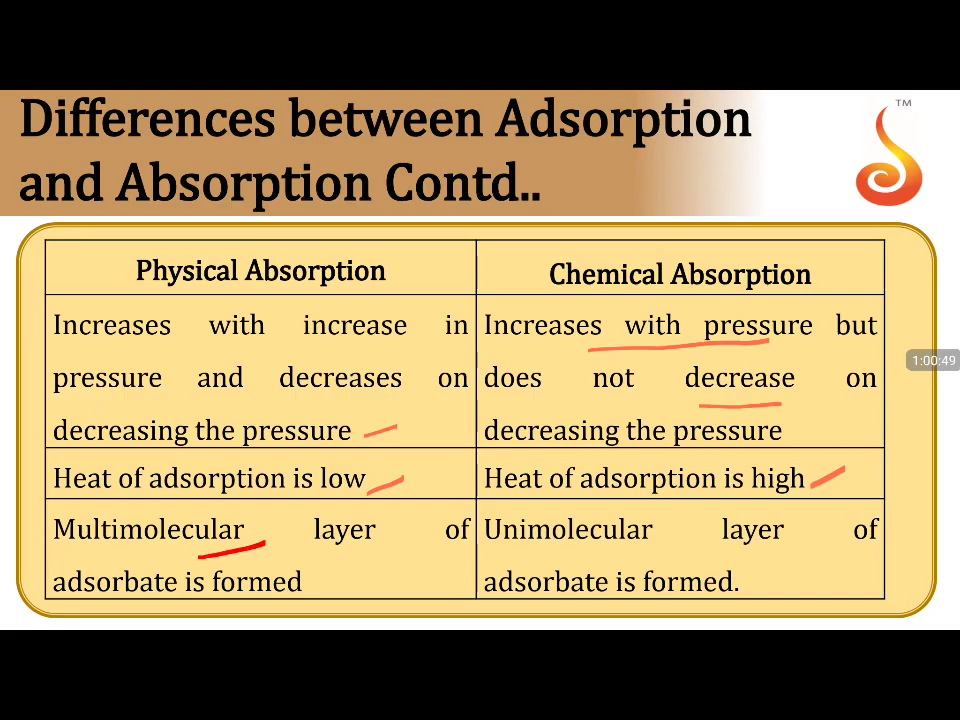 TM
Differences between Adsorption
and Absorption Contd..
Physical Absorption
Chemical Absorption
Increases with increase in
pressure and decreases on
decreasing the pressure
Increases with pressure but
does not decrease on
decreasing the pressure
1:00:49
Heat of adsorption is low
Heat of adsorption is high
Multimolecular layer of
adsorbate is formed
Unimolecular layer of
adsorbate is formed.